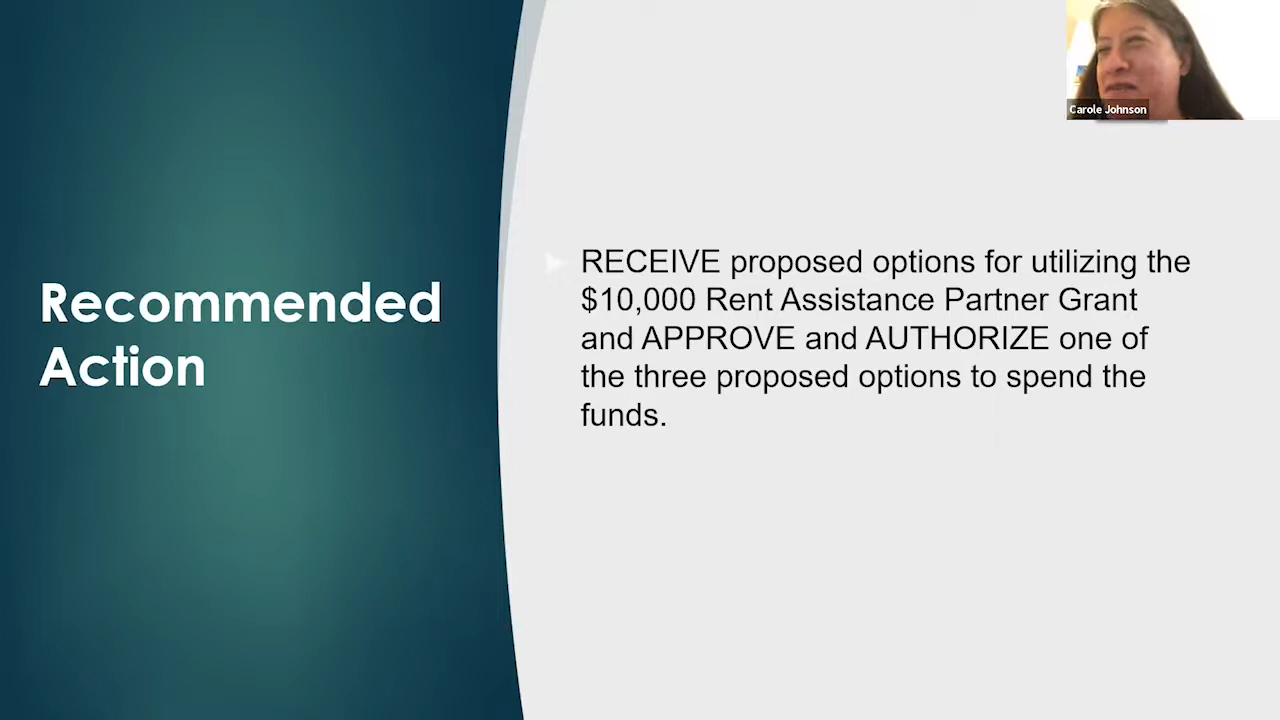 Carole Johnson
Recommended
Action
RECEIVE proposed options for utilizing the
$10,000 Rent Assistance Partner Grant
and APPROVE and AUTHORIZE one of
the three proposed options to spend the
funds.